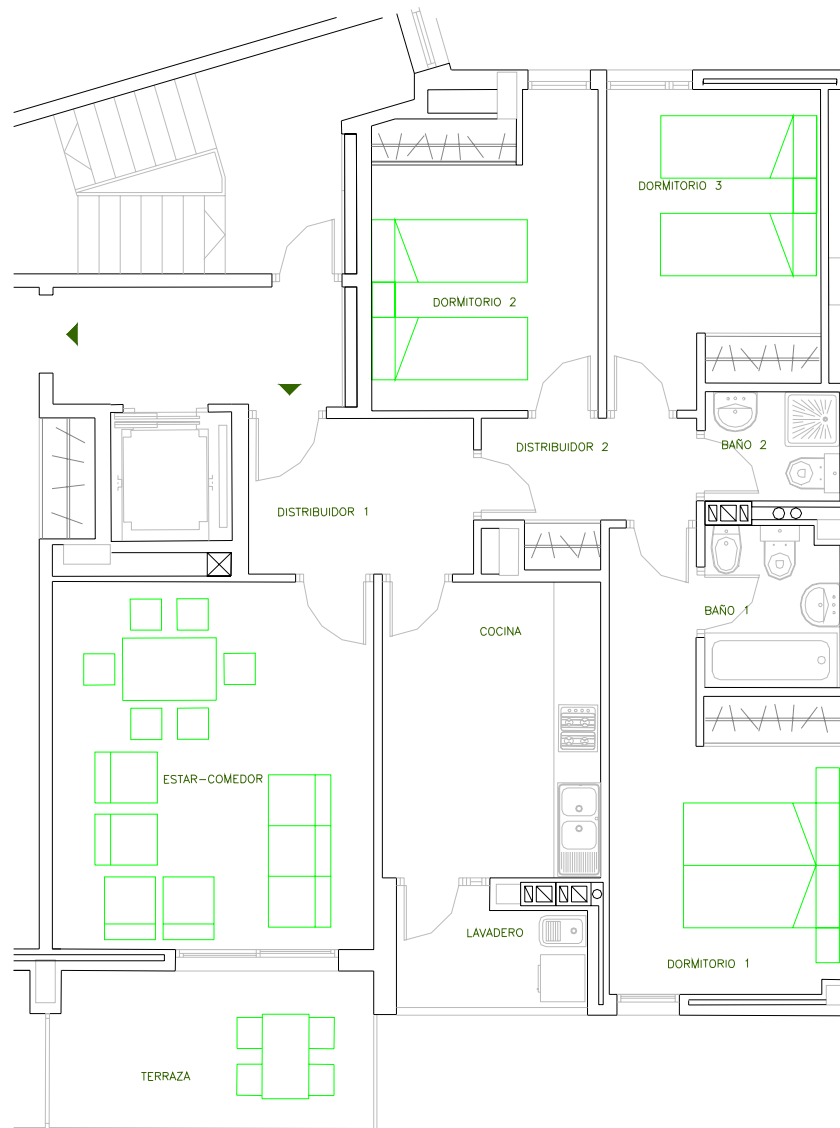 DORMITORIO 3
DORMITORIO 2
DISTRIBUIDOR 2
BAÑO 2
DISTRIBUIDOR 1
BAÑO 1
COCINA
ESTAR-COMEDOR
LAVADERO
DORMITORIO 1
TERRAZA